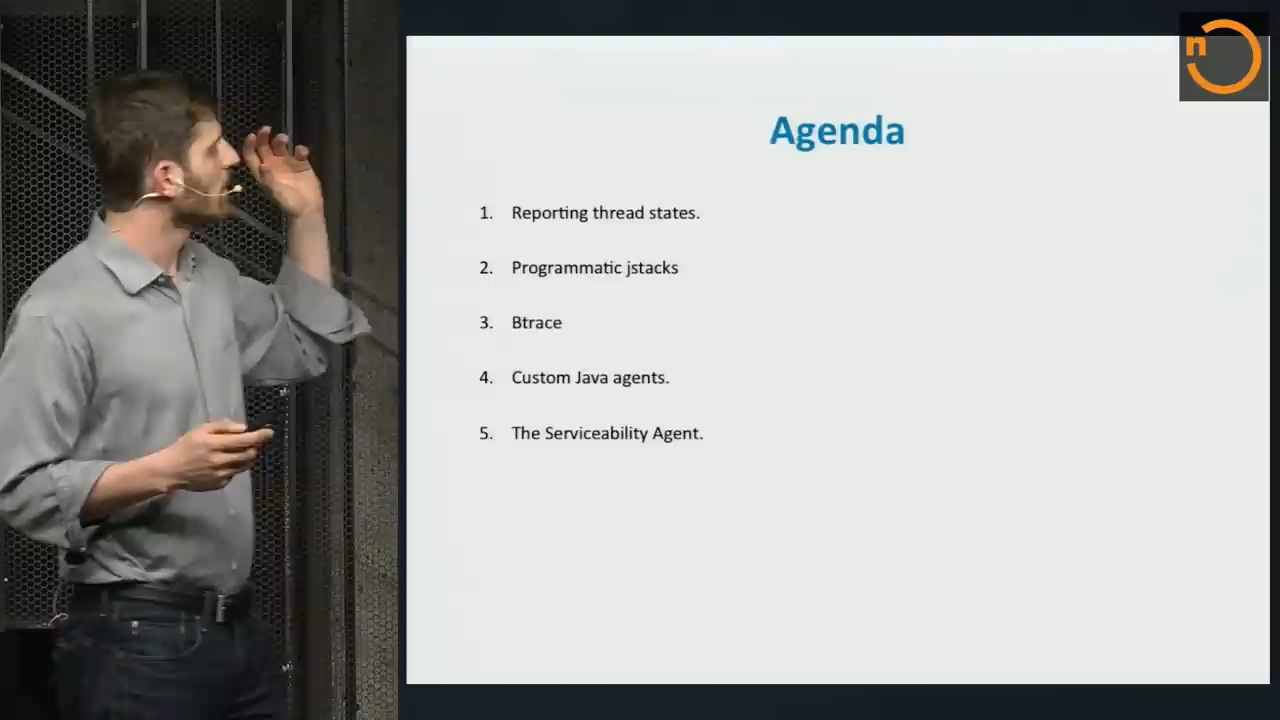 n
Agenda
1. Reporting thread states.
2. Programmatic jstacks
3. Btrace
4. Custom Java agents.
5. The Serviceability Agent.